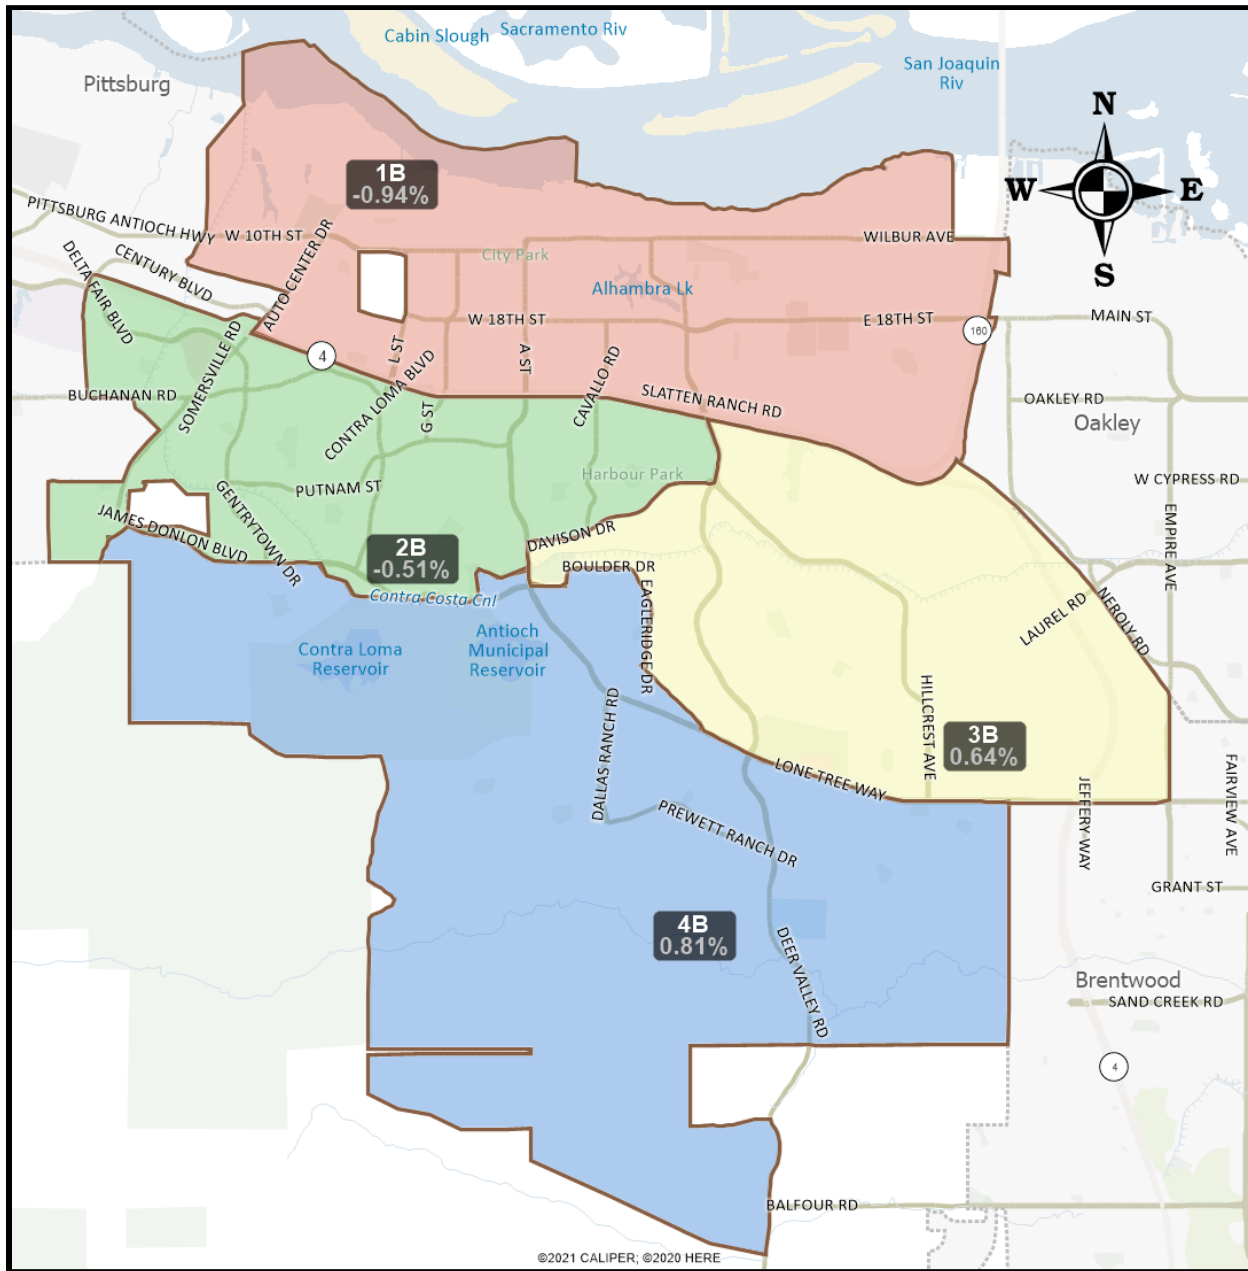 Cabin Slough
Sacramento Riv
San Joaquin
Riv
Pittsburg
N
W
E
S
1B
-0.94%
PITTSBURG ANTIOCH HWY
W 10TH ST
AUTO CENTER DR
WILBUR AVE
City Park
DELTA FAIR BLVD
CENTURY BLVD
Alhambra Lk
W 18TH ST
E 18TH ST
160
MAIN ST
SOMERSVILLE RD
4
L ST
A ST
CAVALLO RD
CONTRA LOMA BLVD
G ST
SLATTEN RANCH RD
BUCHANAN RD
OAKLEY RD
Oakley
Harbour Park
W CYPRESS RD
PUTNAM ST
GENTRYTOWN DR
JAMES DONLON BLVD
EMPIRE AVE
2B
-0.51%
DAVISON DR
BOULDER DR
EAGLERIDGE DR
Contra Costa Cnl
LAUREL RD
NEROLY RD
Contra Loma
Reservoir
Antioch
Municipal
Reservoir
HILLCREST AVE
3B
0.64%
DALLAS RANCH RD
LONE TREE WAY
JEFFERY WAY
FAIRVIEW AVE
PREWETT RANCH DR
GRANT ST
4B
0.81%
DEER VALLEY RD
Brentwood
SAND CREEK RD
4
BALFOUR RD
©2021 CALIPER; ©2020 HERE